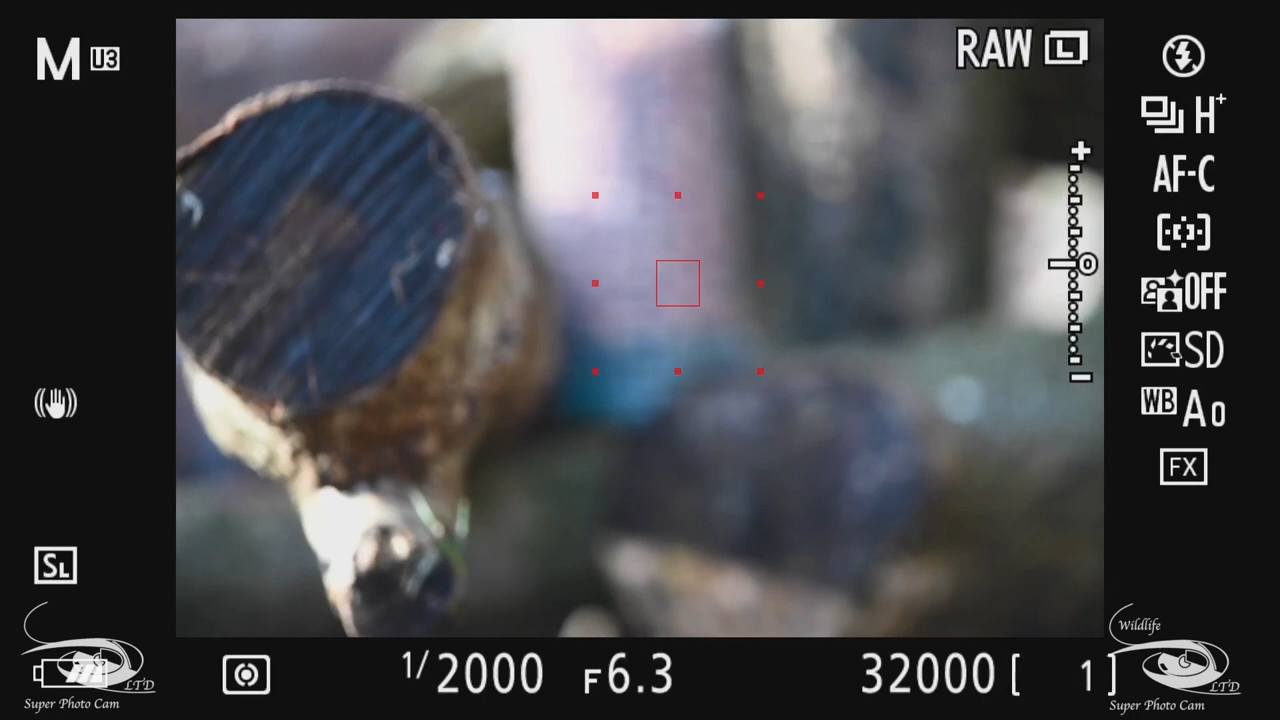 M U3
RAW L
H+
AF-C
OFF
SD
WB A0
FX
SL
1/2000 F6.3 32000 [ 1]
LTD
Super Photo Cam
Wildlife
LTD
Super Photo Cam